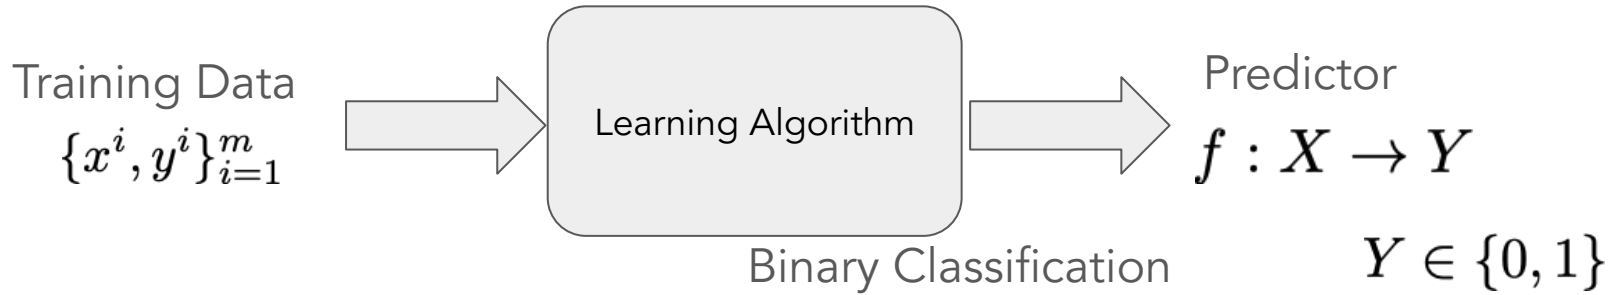 Training Data
{x^i, y^i}_{i=1}^m
Learning Algorithm
Predictor
f : X → Y
Binary Classification
Y ∈ {0, 1}